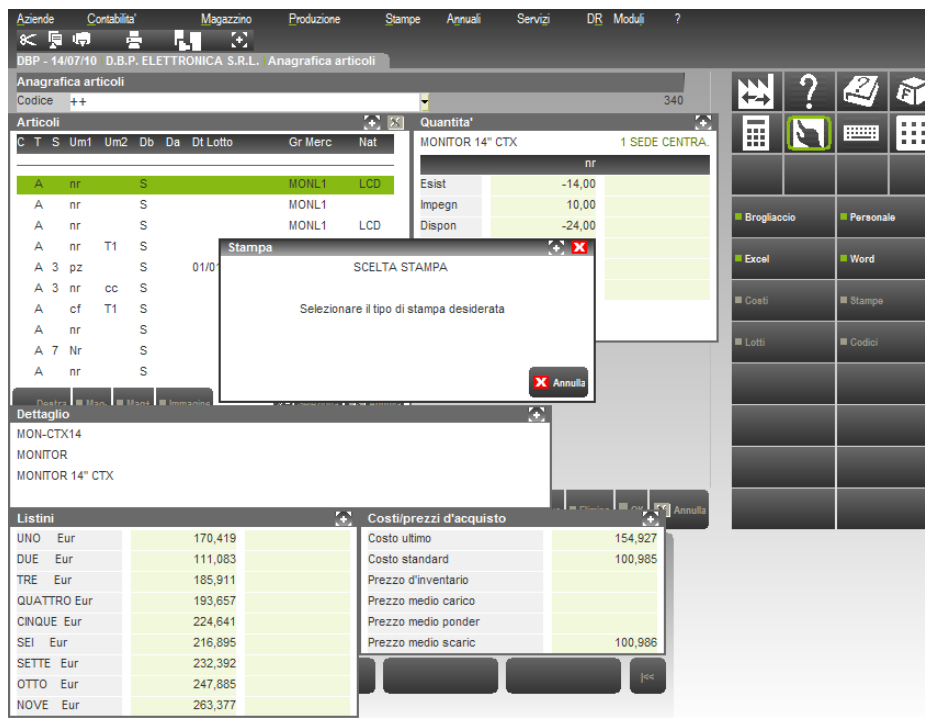 Aziende Contabilita' Magazzino Produzione Stampe Annuali Servizi DR Moduli ?
DBP - 14/07/10 D.B.P. ELETTRONICA S.R.L. Anagrafica articoli
Anagrafica articoli
Codice ++ 340
Articoli
C T S Um1 Um2 Db Da Dt Lotto Gr Merc Nat
A nr S MONL1 LCD
A nr S MONL1
A nr S MONL1 LCD
A nr T1 S
A 3 pz S 01/01
A 3 nr cc S
A cf T1 S
A nr S
A 7 Nr S
A nr S
Destra Mag- Mag+ Immagine
Quantita'
MONITOR 14" CTX 1 SEDE CENTRA.
nr
Esist -14,00
Impegn 10,00
Dispon -24,00
Stampa
SCELTA STAMPA
Selezionare il tipo di stampa desiderata
X Annulla
Brogliaccio Personale
Excel Word
Costi Stampe
Lotti Codici
Dettaglio
MON-CTX14
MONITOR
MONITOR 14" CTX
Elimina OK Annulla
Listini
UNO Eur 170,419
DUE Eur 111,083
TRE Eur 185,911
QUATTRO Eur 193,657
CINQUE Eur 224,641
SEI Eur 216,895
SETTE Eur 232,392
OTTO Eur 247,885
NOVE Eur 263,377
Costi/prezzi d'acquisto
Costo ultimo 154,927
Costo standard 100,985
Prezzo d'inventario
Prezzo medio carico
Prezzo medio ponder
Prezzo medio scaric 100,986
|<<